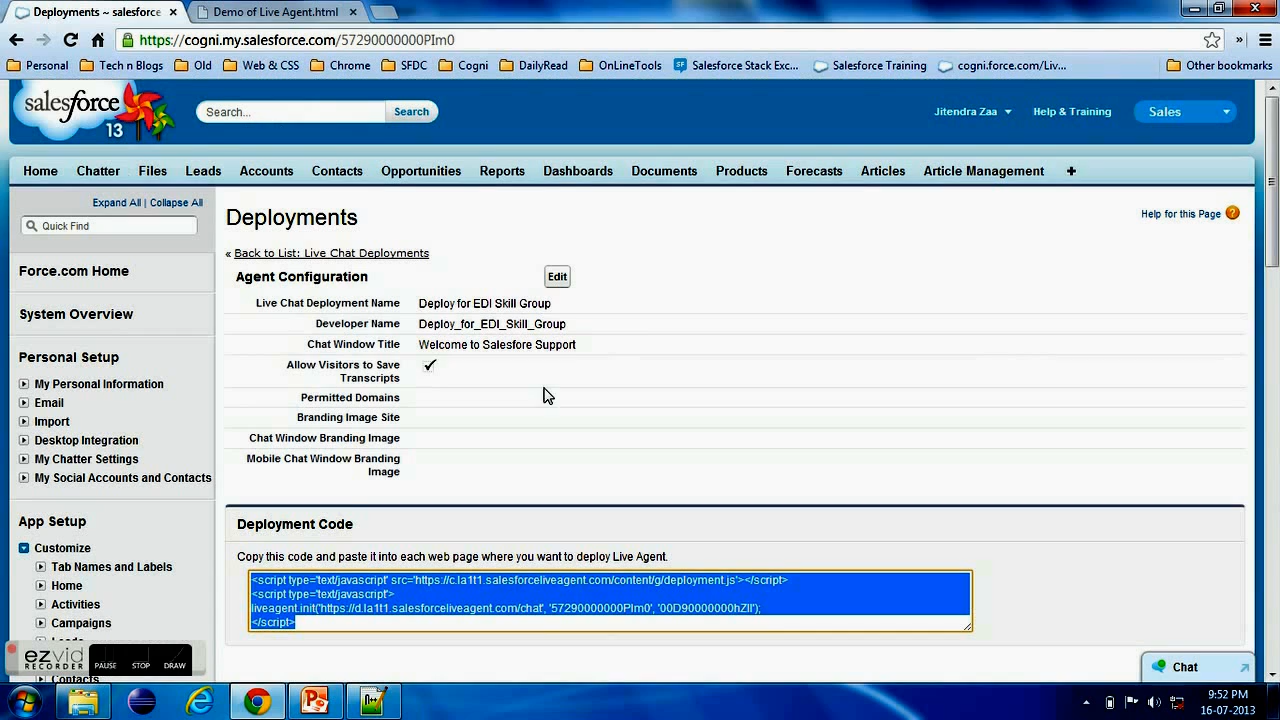 Deployments ~ salesforce
Demo of Live Agent.html
https://cogni.my.salesforce.com/57290000000PIm0
Personal
Tech n Blogs
Old
Web & CSS
Chrome
SFDC
Cogni
DailyRead
OnLineTools
Salesforce Stack Exc...
Salesforce Training
cogni.force.com/Liv...
Other bookmarks
salesforce
13
Search...
Search
Jitendra Zaa
Help & Training
Sales
Home
Chatter
Files
Leads
Accounts
Contacts
Opportunities
Reports
Dashboards
Documents
Products
Forecasts
Articles
Article Management
Expand All | Collapse All
Quick Find
Force.com Home
System Overview
Personal Setup
My Personal Information
Email
Import
Desktop Integration
My Chatter Settings
My Social Accounts and Contacts
App Setup
Customize
Tab Names and Labels
Home
Activities
Campaigns
Leads
Contacts
Deployments
Help for this Page
« Back to List: Live Chat Deployments
Agent Configuration
Edit
Live Chat Deployment Name Deploy for EDI Skill Group
Developer Name Deploy_for_EDI_Skill_Group
Chat Window Title Welcome to Salesfore Support
Allow Visitors to Save
Transcripts
Permitted Domains
Branding Image Site
Chat Window Branding Image
Mobile Chat Window Branding
Image
Deployment Code
Copy this code and paste it into each web page where you want to deploy Live Agent.
<script type='text/javascript' src='https://c.la1t1.salesforceliveagent.com/content/g/deployment.js'></script>
<script type='text/javascript'>
liveagent.init('https://d.la1t1.salesforceliveagent.com/chat', '57290000000PIm0', '00D90000000hZIl');
</script>
ezvid
RECORDER
PAUSE
STOP
DRAW
Chat
9:52 PM
16-07-2013